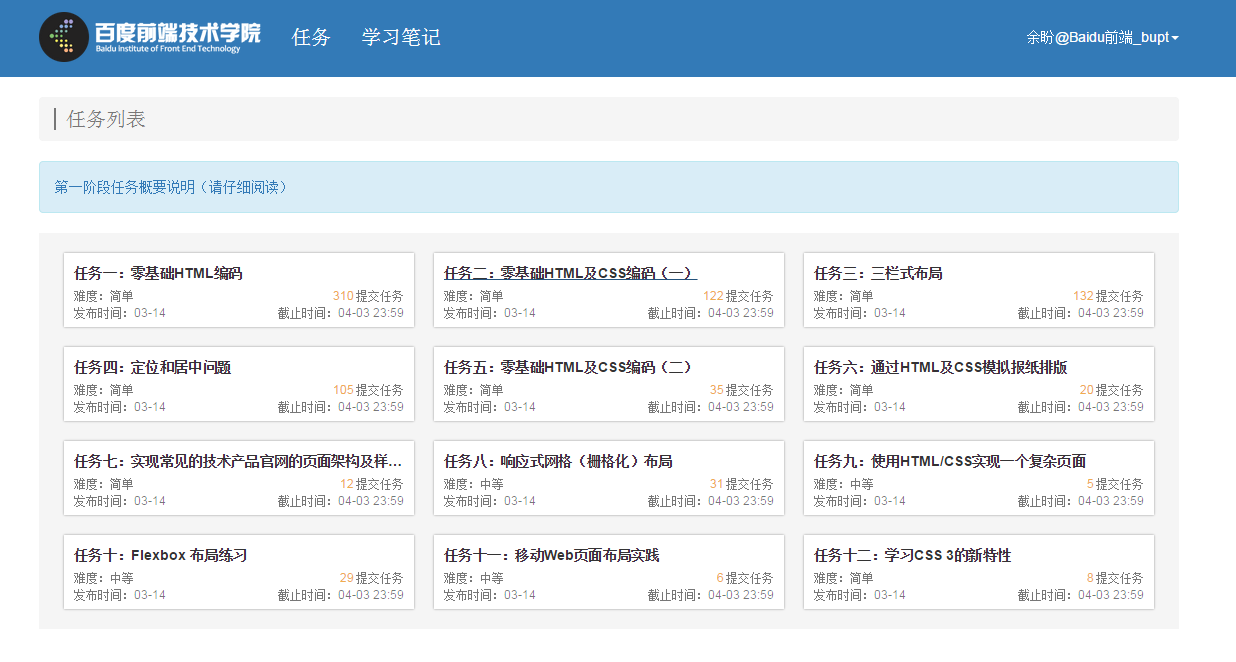 百度前端技术学院
Baidu Institute of Front End Technology
任务 学习笔记
余盼@Baidu前端_bupt
任务列表
第一阶段任务概要说明（请仔细阅读）
任务一：零基础HTML编码
难度：简单 310 提交任务
发布时间：03-14 截止时间：04-03 23:59
任务二：零基础HTML及CSS编码（一）
难度：简单 122 提交任务
发布时间：03-14 截止时间：04-03 23:59
任务三：三栏式布局
难度：简单 132 提交任务
发布时间：03-14 截止时间：04-03 23:59
任务四：定位和居中问题
难度：简单 105 提交任务
发布时间：03-14 截止时间：04-03 23:59
任务五：零基础HTML及CSS编码（二）
难度：简单 35 提交任务
发布时间：03-14 截止时间：04-03 23:59
任务六：通过HTML及CSS模拟报纸排版
难度：简单 20 提交任务
发布时间：03-14 截止时间：04-03 23:59
任务七：实现常见的技术产品官网的页面架构及样...
难度：简单 12 提交任务
发布时间：03-14 截止时间：04-03 23:59
任务八：响应式网格（栅格化）布局
难度：中等 31 提交任务
发布时间：03-14 截止时间：04-03 23:59
任务九：使用HTML/CSS实现一个复杂页面
难度：中等 5 提交任务
发布时间：03-14 截止时间：04-03 23:59
任务十：Flexbox 布局练习
难度：中等 29 提交任务
发布时间：03-14 截止时间：04-03 23:59
任务十一：移动Web页面布局实践
难度：中等 6 提交任务
发布时间：03-14 截止时间：04-03 23:59
任务十二：学习CSS 3的新特性
难度：简单 8 提交任务
发布时间：03-14 截止时间：04-03 23:59